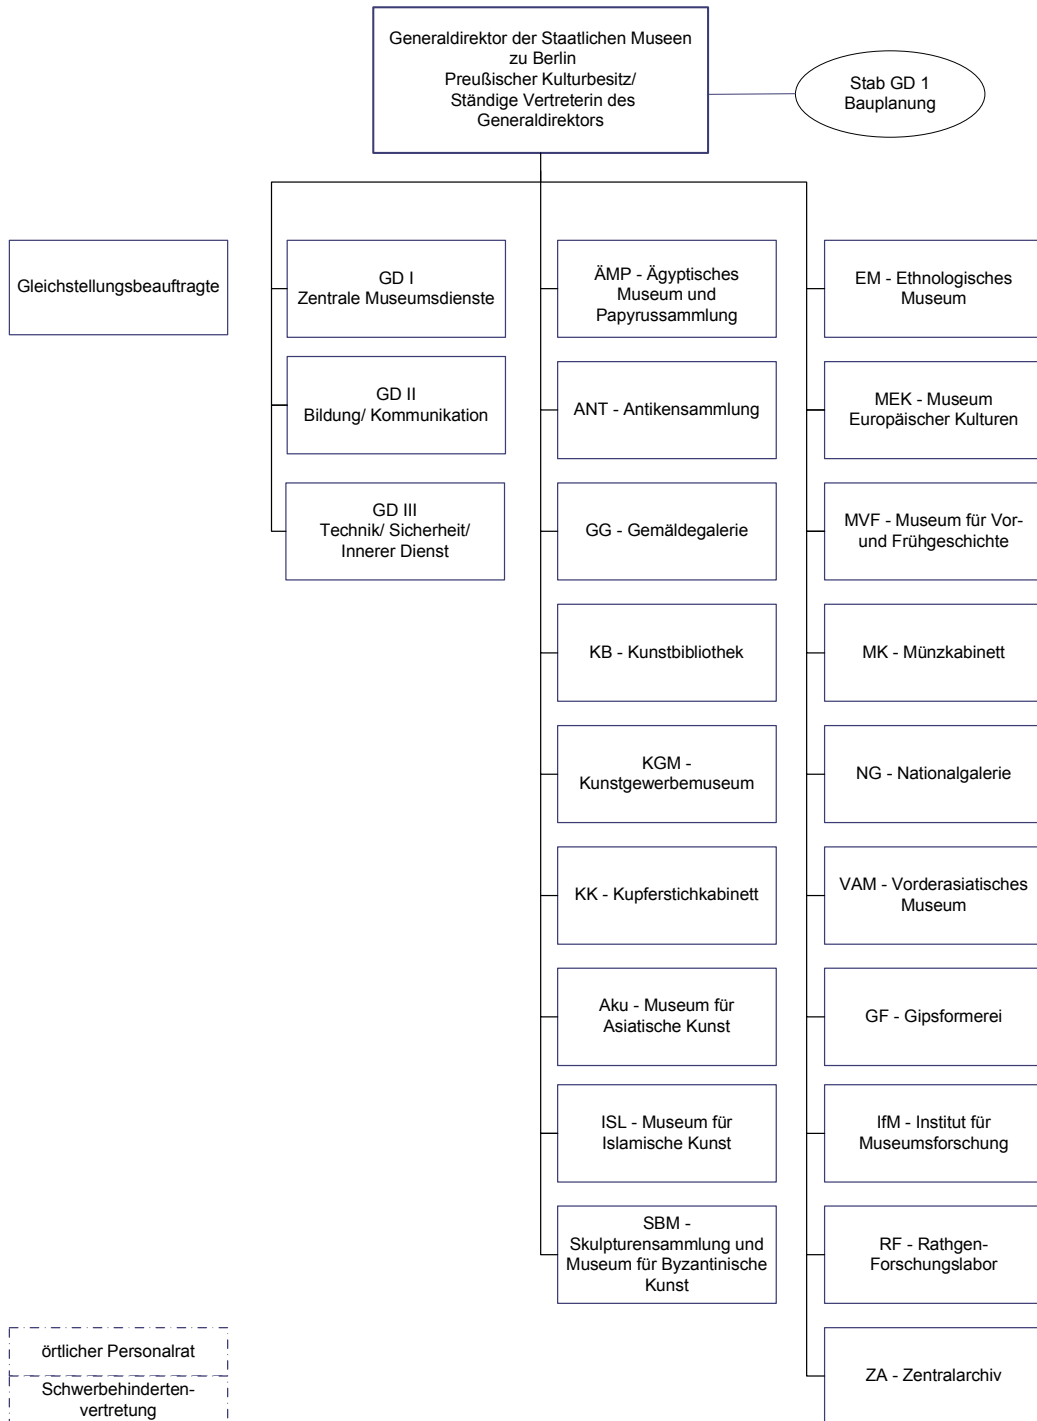 Generaldirektor der Staatlichen Museen
zu Berlin
Preußischer Kulturbesitz/
Ständige Vertreterin des
Generaldirektors
Stab GD 1
Bauplanung
Gleichstellungsbeauftragte
GD I
Zentrale Museumsdienste
GD II
Bildung/ Kommunikation
GD III
Technik/ Sicherheit/
Innerer Dienst
ÄMP - Ägyptisches
Museum und
Papyrussammlung
ANT - Antikensammlung
GG - Gemäldegalerie
KB - Kunstbibliothek
KGM -
Kunstgewerbemuseum
KK - Kupferstichkabinett
Aku - Museum für
Asiatische Kunst
ISL - Museum für
Islamische Kunst
SBM -
Skulpturensammlung und
Museum für Byzantinische
Kunst
EM - Ethnologisches
Museum
MEK - Museum
Europäischer Kulturen
MVF - Museum für Vor-
und Frühgeschichte
MK - Münzkabinett
NG - Nationalgalerie
VAM - Vorderasiatisches
Museum
GF - Gipsformerei
IfM - Institut für
Museumsforschung
RF - Rathgen-
Forschungslabor
ZA - Zentralarchiv
örtlicher Personalrat
Schwerbehinderten-
vertretung